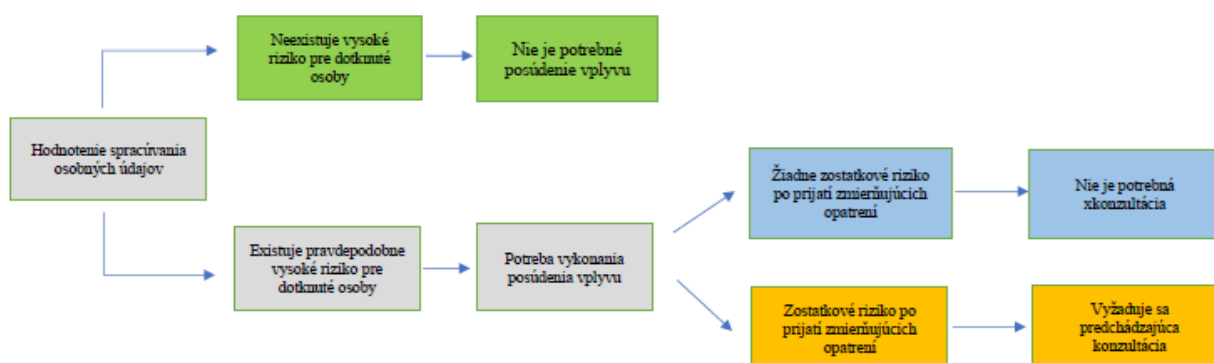 Neexistuje vysoké
riziko pre dotknuté
osoby
Nie je potrebné
posúdenie vplyvu
Hodnotenie spracúvania
osobných údajov
Žiadne zostatkové riziko
po prijatí zmierňujúcich
opatrení
Nie je potrebná
xkonzultácia
Existuje pravdepodobne
vysoké riziko pre
dotknuté osoby
Potreba vykonania
posúdenia vplyvu
Zostatkové riziko po
prijatí zmierňujúcich
opatrení
Vyžaduje sa
predchádzajúca
konzultácia